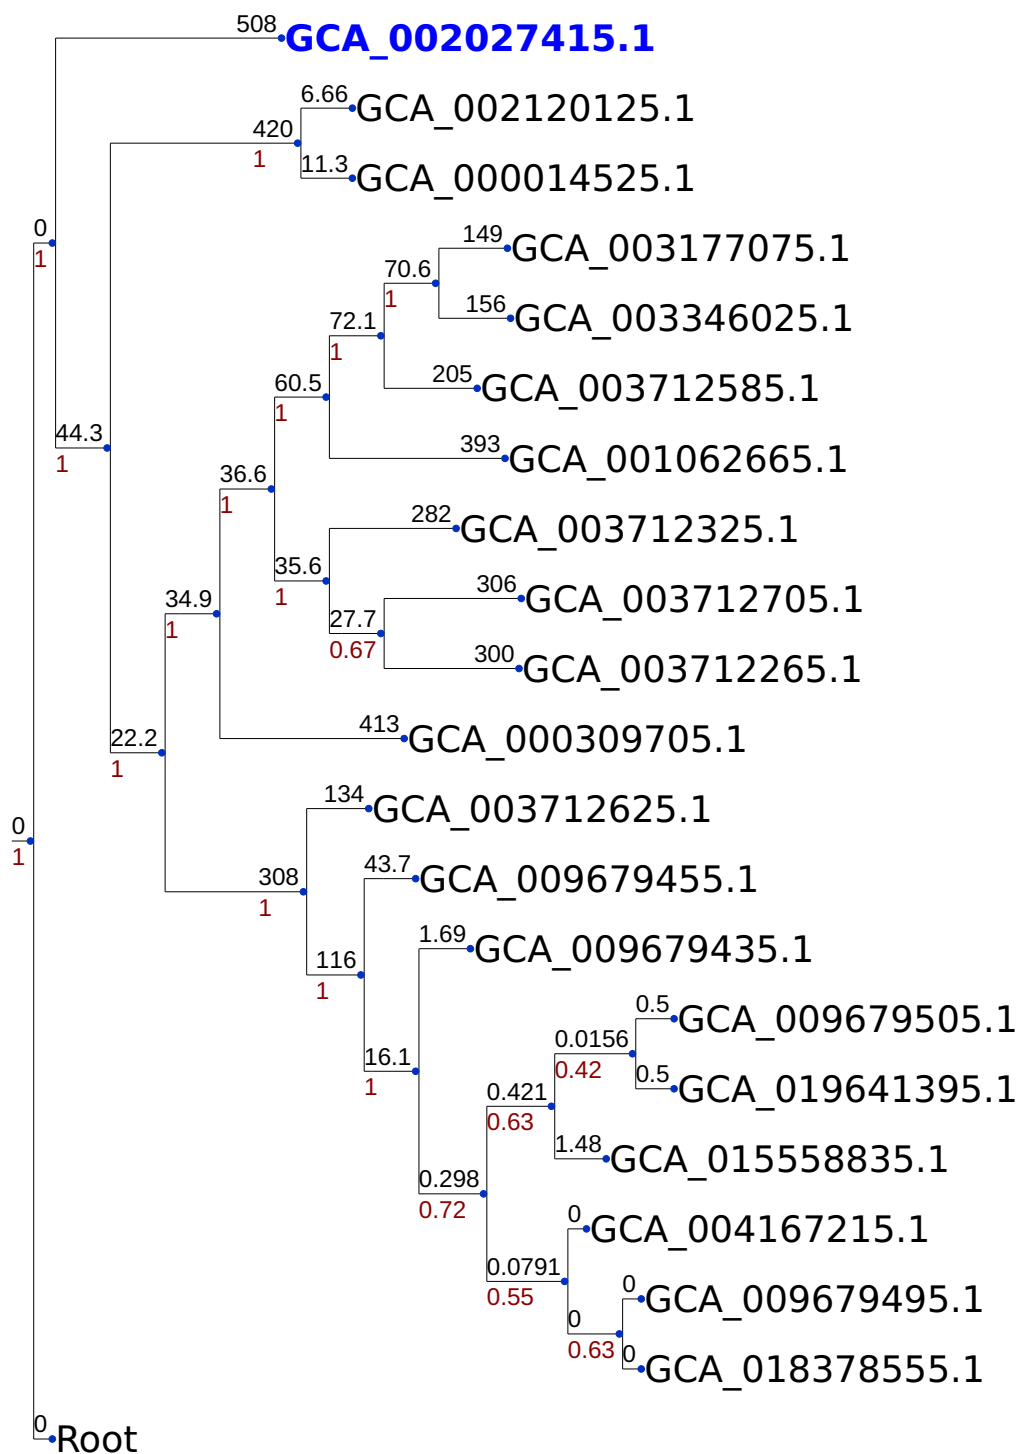 508
GCA_002027415.1
6.66
GCA_002120125.1
420
1
11.3
GCA_000014525.1
0
1
149
GCA_003177075.1
70.6
1
156
GCA_003346025.1
72.1
1
205
GCA_003712585.1
60.5
1
393
GCA_001062665.1
44.3
1
36.6
1
282
GCA_003712325.1
35.6
1
306
GCA_003712705.1
34.9
1
27.7
0.67
300
GCA_003712265.1
413
GCA_000309705.1
22.2
1
134
GCA_003712625.1
0
1
308
1
43.7
GCA_009679455.1
116
1
1.69
GCA_009679435.1
0.5
GCA_009679505.1
0.0156
0.42
16.1
1
0.5
GCA_019641395.1
0.421
0.63
1.48
GCA_015558835.1
0.298
0.72
0
GCA_004167215.1
0.0791
0.55
0
GCA_009679495.1
0
0.63
0
GCA_018378555.1
0
Root